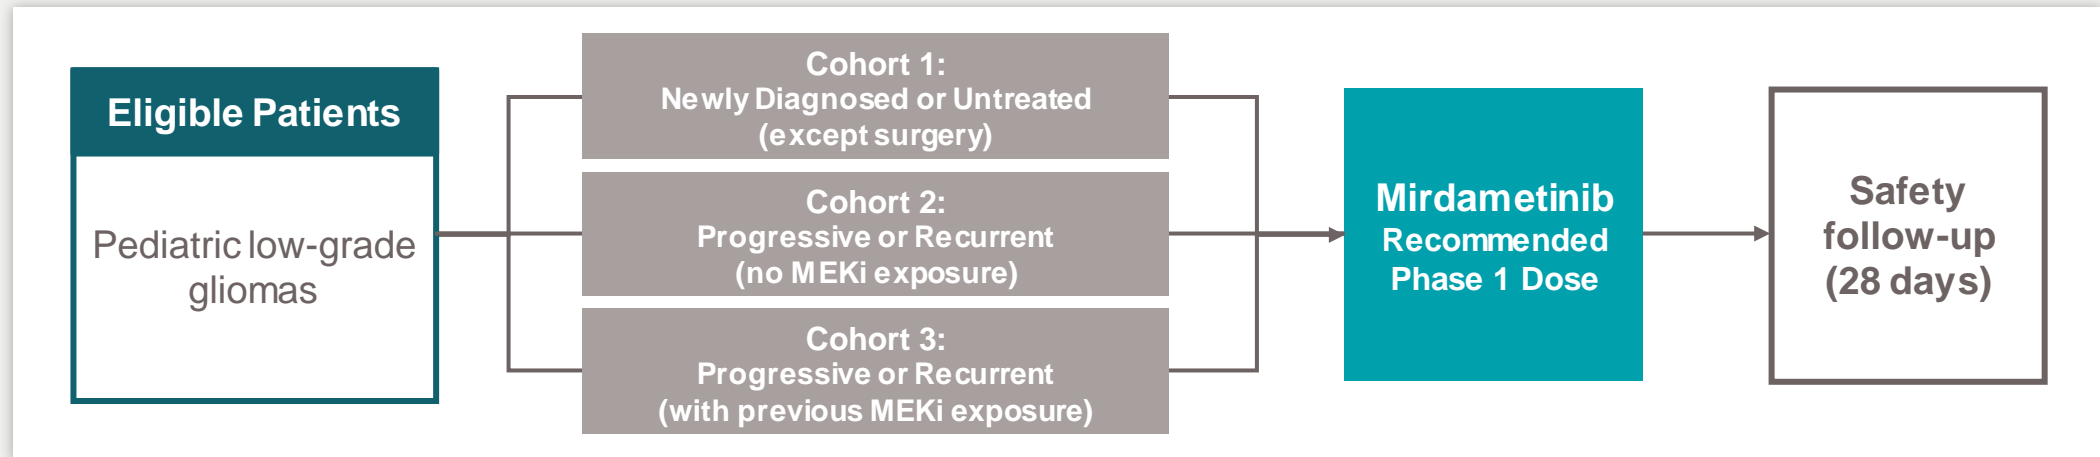 Eligible Patients
Pediatric low-grade
gliomas
Cohort 1:
Newly Diagnosed or Untreated
(except surgery)
Cohort 2:
Progressive or Recurrent
(no MEKi exposure)
Cohort 3:
Progressive or Recurrent
(with previous MEKi exposure)
Mirdametinib
Recommended
Phase 1 Dose
Safety
follow-up
(28 days)